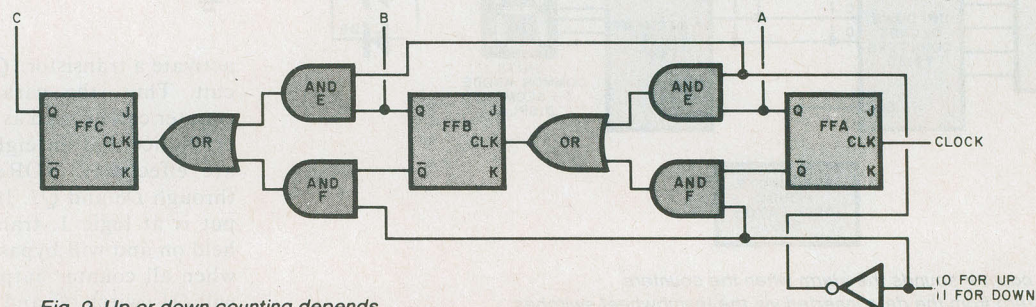 C
B
A
AND
E
AND
E
Q
J
FFC
CLK
Q̅
K
OR
Q
J
FFB
CLK
Q̅
K
OR
Q
J
FFA
CLK
Q̅
K
CLOCK
AND
F
AND
F
0 FOR UP
1 FOR DOWN
Fig. 9. Up or down counting depends